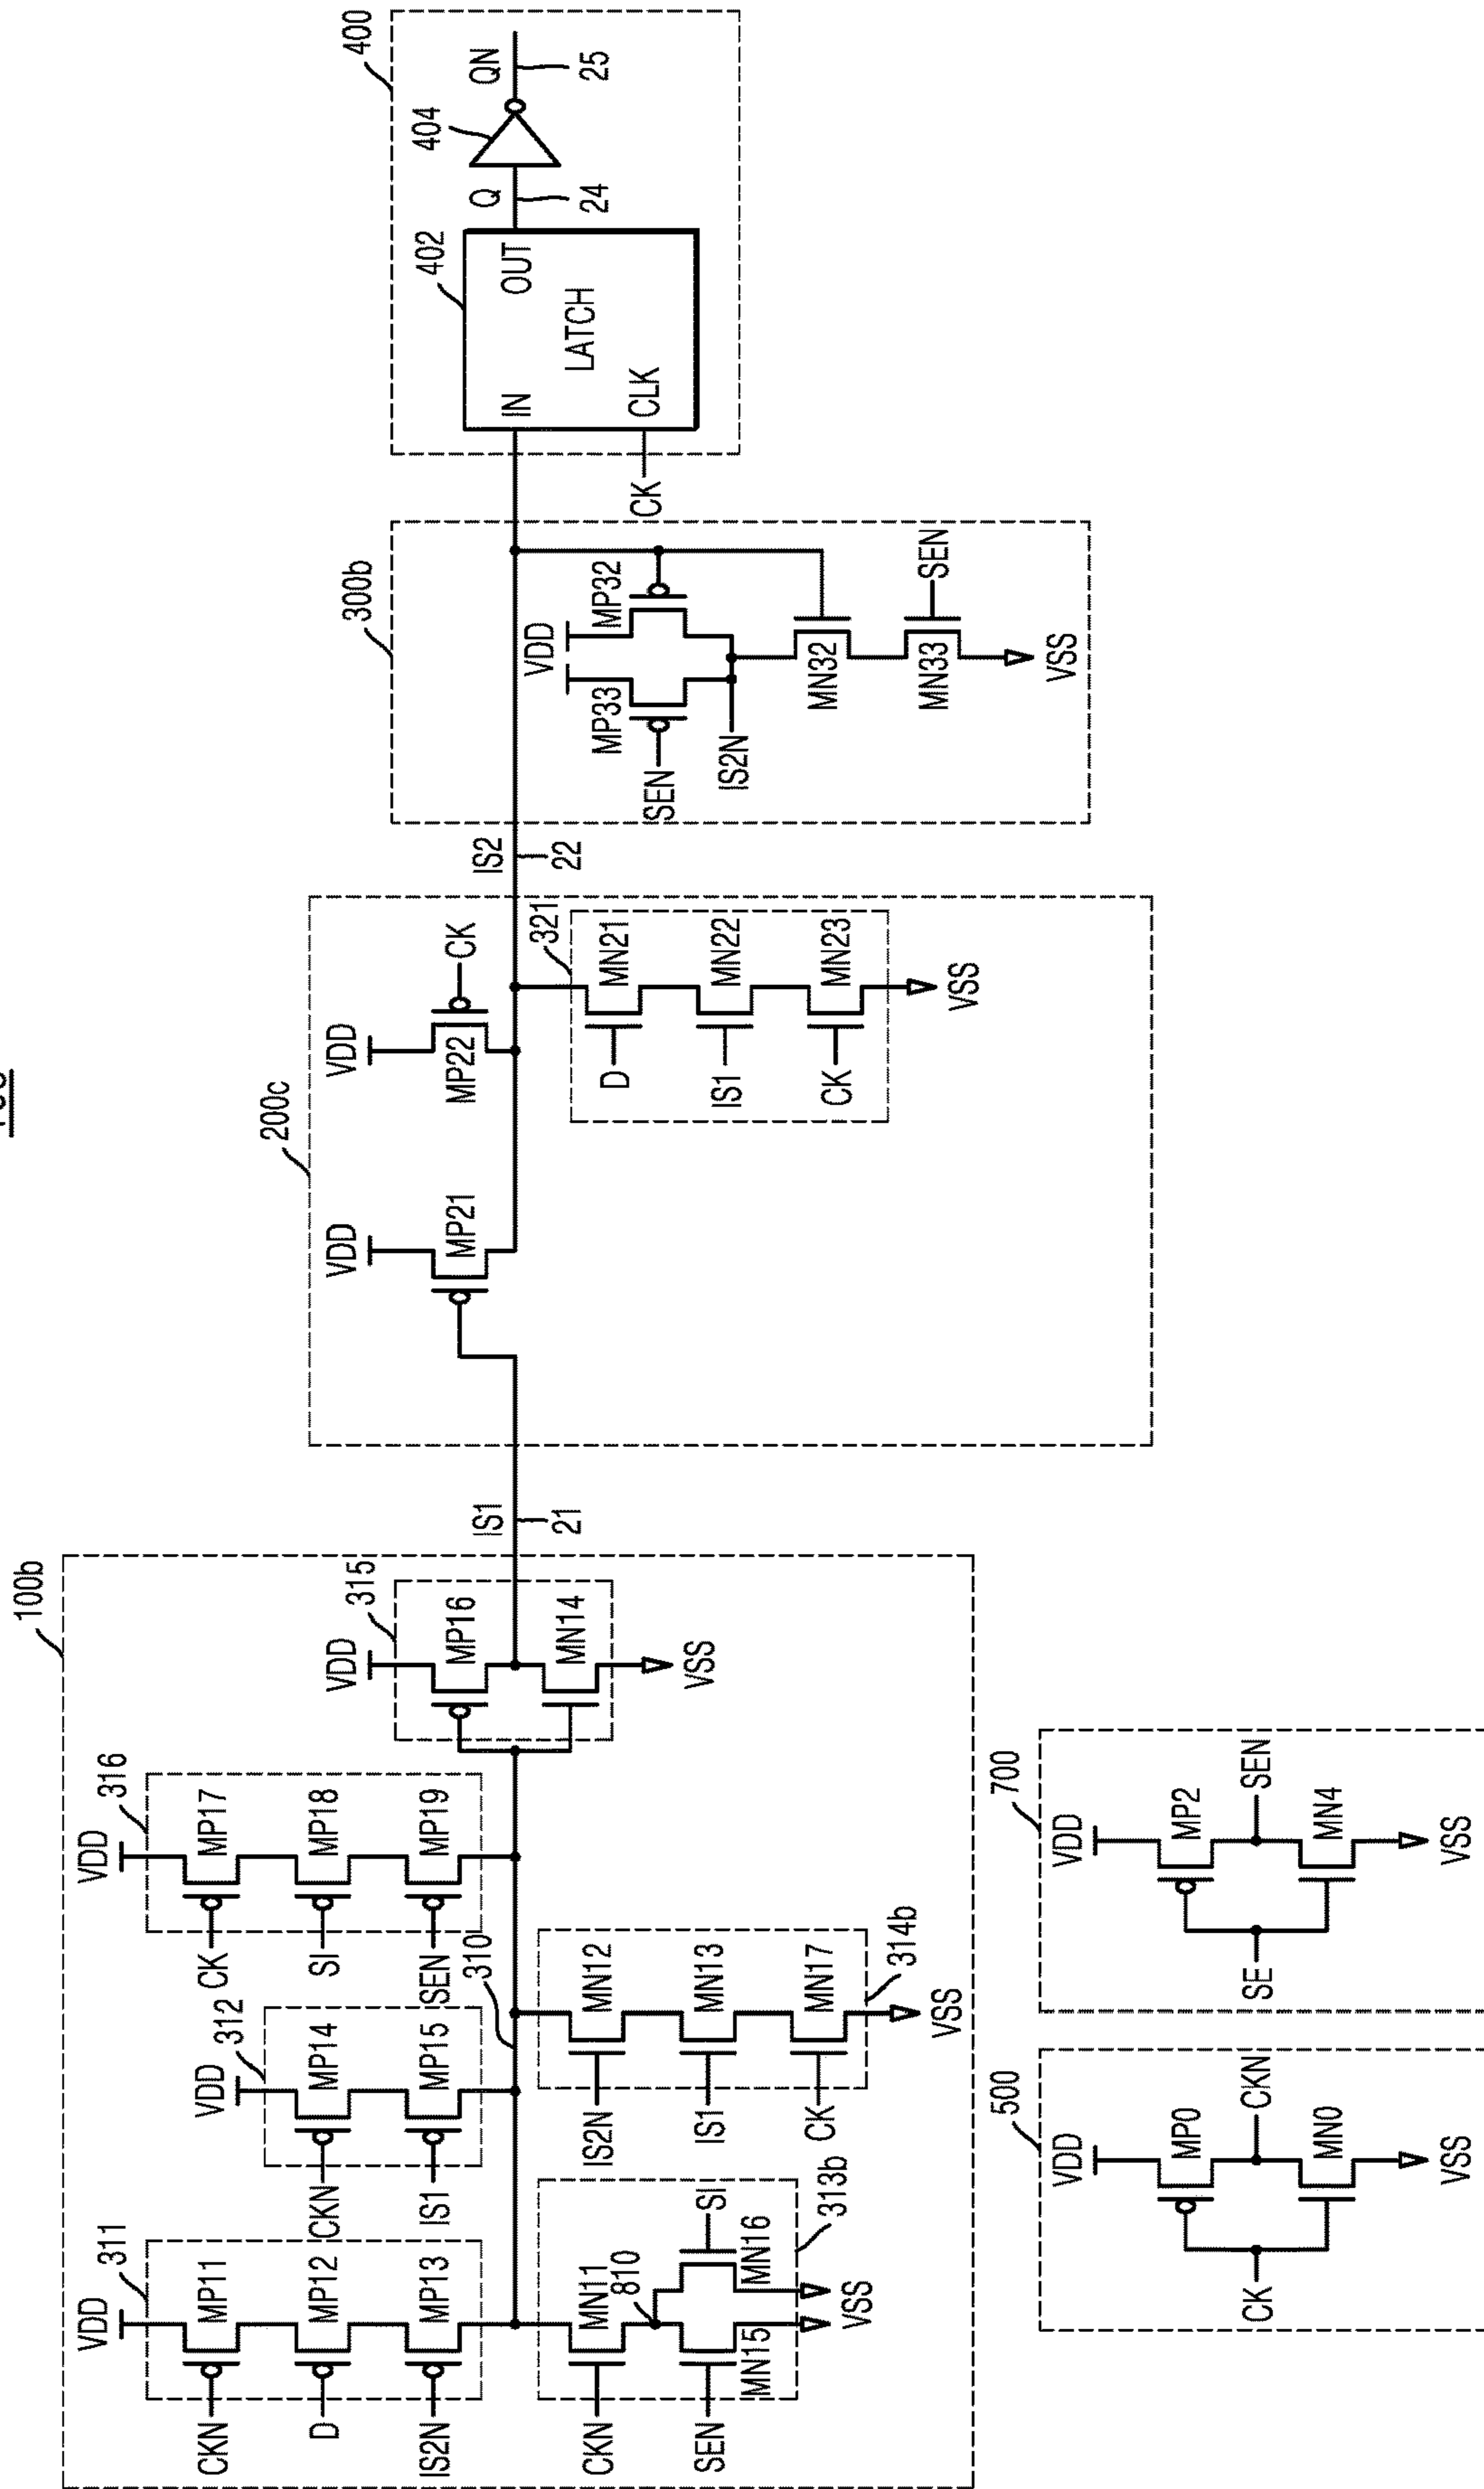 100b
311
VDD
MP11
MP12
MP13
CKN
D
IS2N
312
VDD
MP14
MP15
CKN
IS1
316
VDD
MP17
MP18
MP19
CK
SI
SEN
310
315
VDD
MP16
MN14
VSS
MN11
810
MN15
MN16
CKN
SEN
SI
VSS
313b
MN12
MN13
MN17
IS2N
IS1
CK
VSS
314b
IS1
21
200c
VDD
MP21
VDD
MP22
CK
321
MN21
MN22
MN23
D
IS1
CK
VSS
IS2
22
300b
VDD
MP33
MP32
SEN
IS2N
MN32
MN33
SEN
VSS
400
402
IN
OUT
LATCH
CLK
CK
Q
24
404
QN
25
500
VDD
MP0
CK
CKN
MN0
VSS
700
VDD
MP2
SE
SEN
MN4
VSS